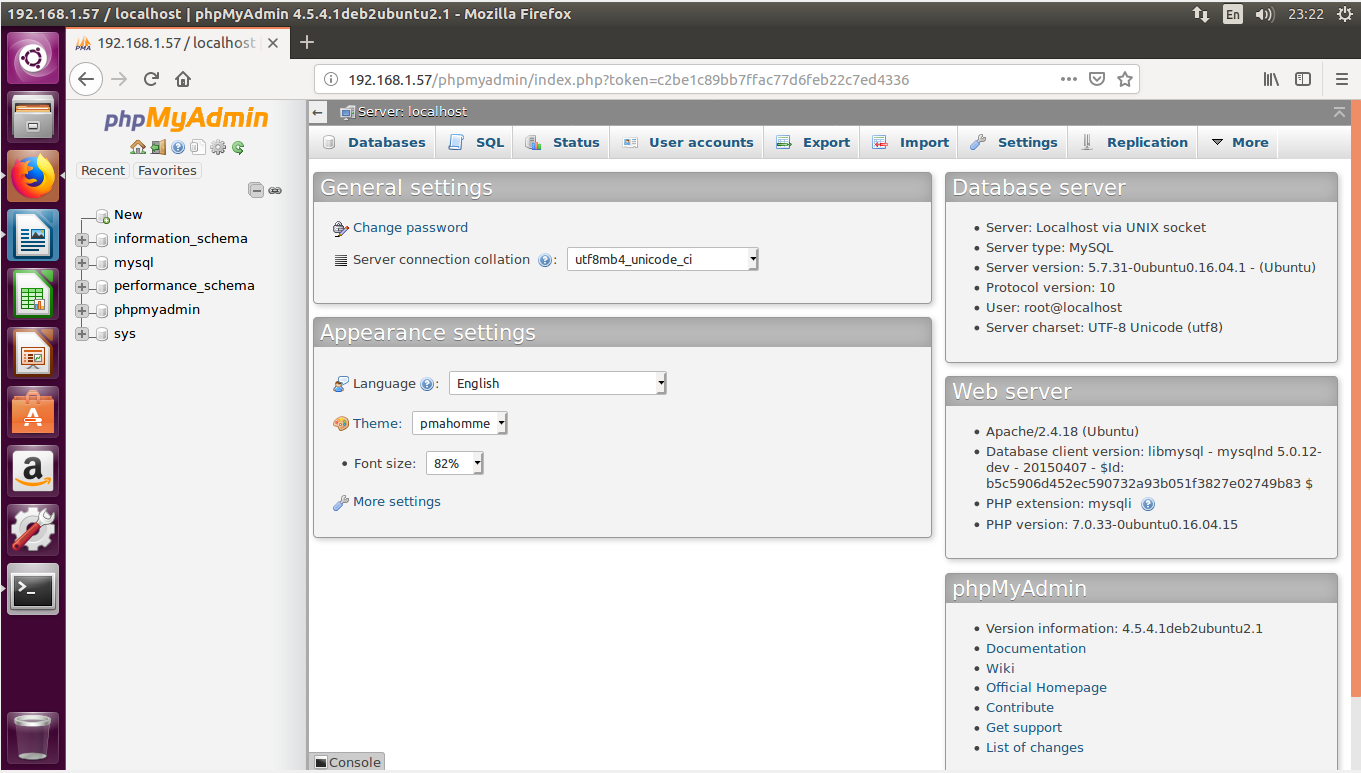 192.168.1.57 / localhost | phpMyAdmin 4.5.4.1deb2ubuntu2.1 - Mozilla Firefox
En
23:22
PMA
192.168.1.57 / localhost
192.168.1.57/phpmyadmin/index.php?token=c2be1c89bb7ffac77d6feb22c7ed4336
phpMyAdmin
Recent
Favorites
New
information_schema
mysql
performance_schema
phpmyadmin
sys
Server: localhost
Databases
SQL
Status
User accounts
Export
Import
Settings
Replication
More
General settings
Change password
Server connection collation
:
utf8mb4_unicode_ci
Appearance settings
Language
:
English
Theme:
pmahomme
Font size:
82%
More settings
Database server
Server: Localhost via UNIX socket
Server type: MySQL
Server version: 5.7.31-0ubuntu0.16.04.1 - (Ubuntu)
Protocol version: 10
User: root@localhost
Server charset: UTF-8 Unicode (utf8)
Web server
Apache/2.4.18 (Ubuntu)
Database client version: libmysql - mysqlnd 5.0.12-
dev - 20150407 - $Id:
b5c5906d452ec590732a93b051f3827e02749b83 $
PHP extension: mysqli
PHP version: 7.0.33-0ubuntu0.16.04.15
phpMyAdmin
Version information: 4.5.4.1deb2ubuntu2.1
Documentation
Wiki
Official Homepage
Contribute
Get support
List of changes
Console